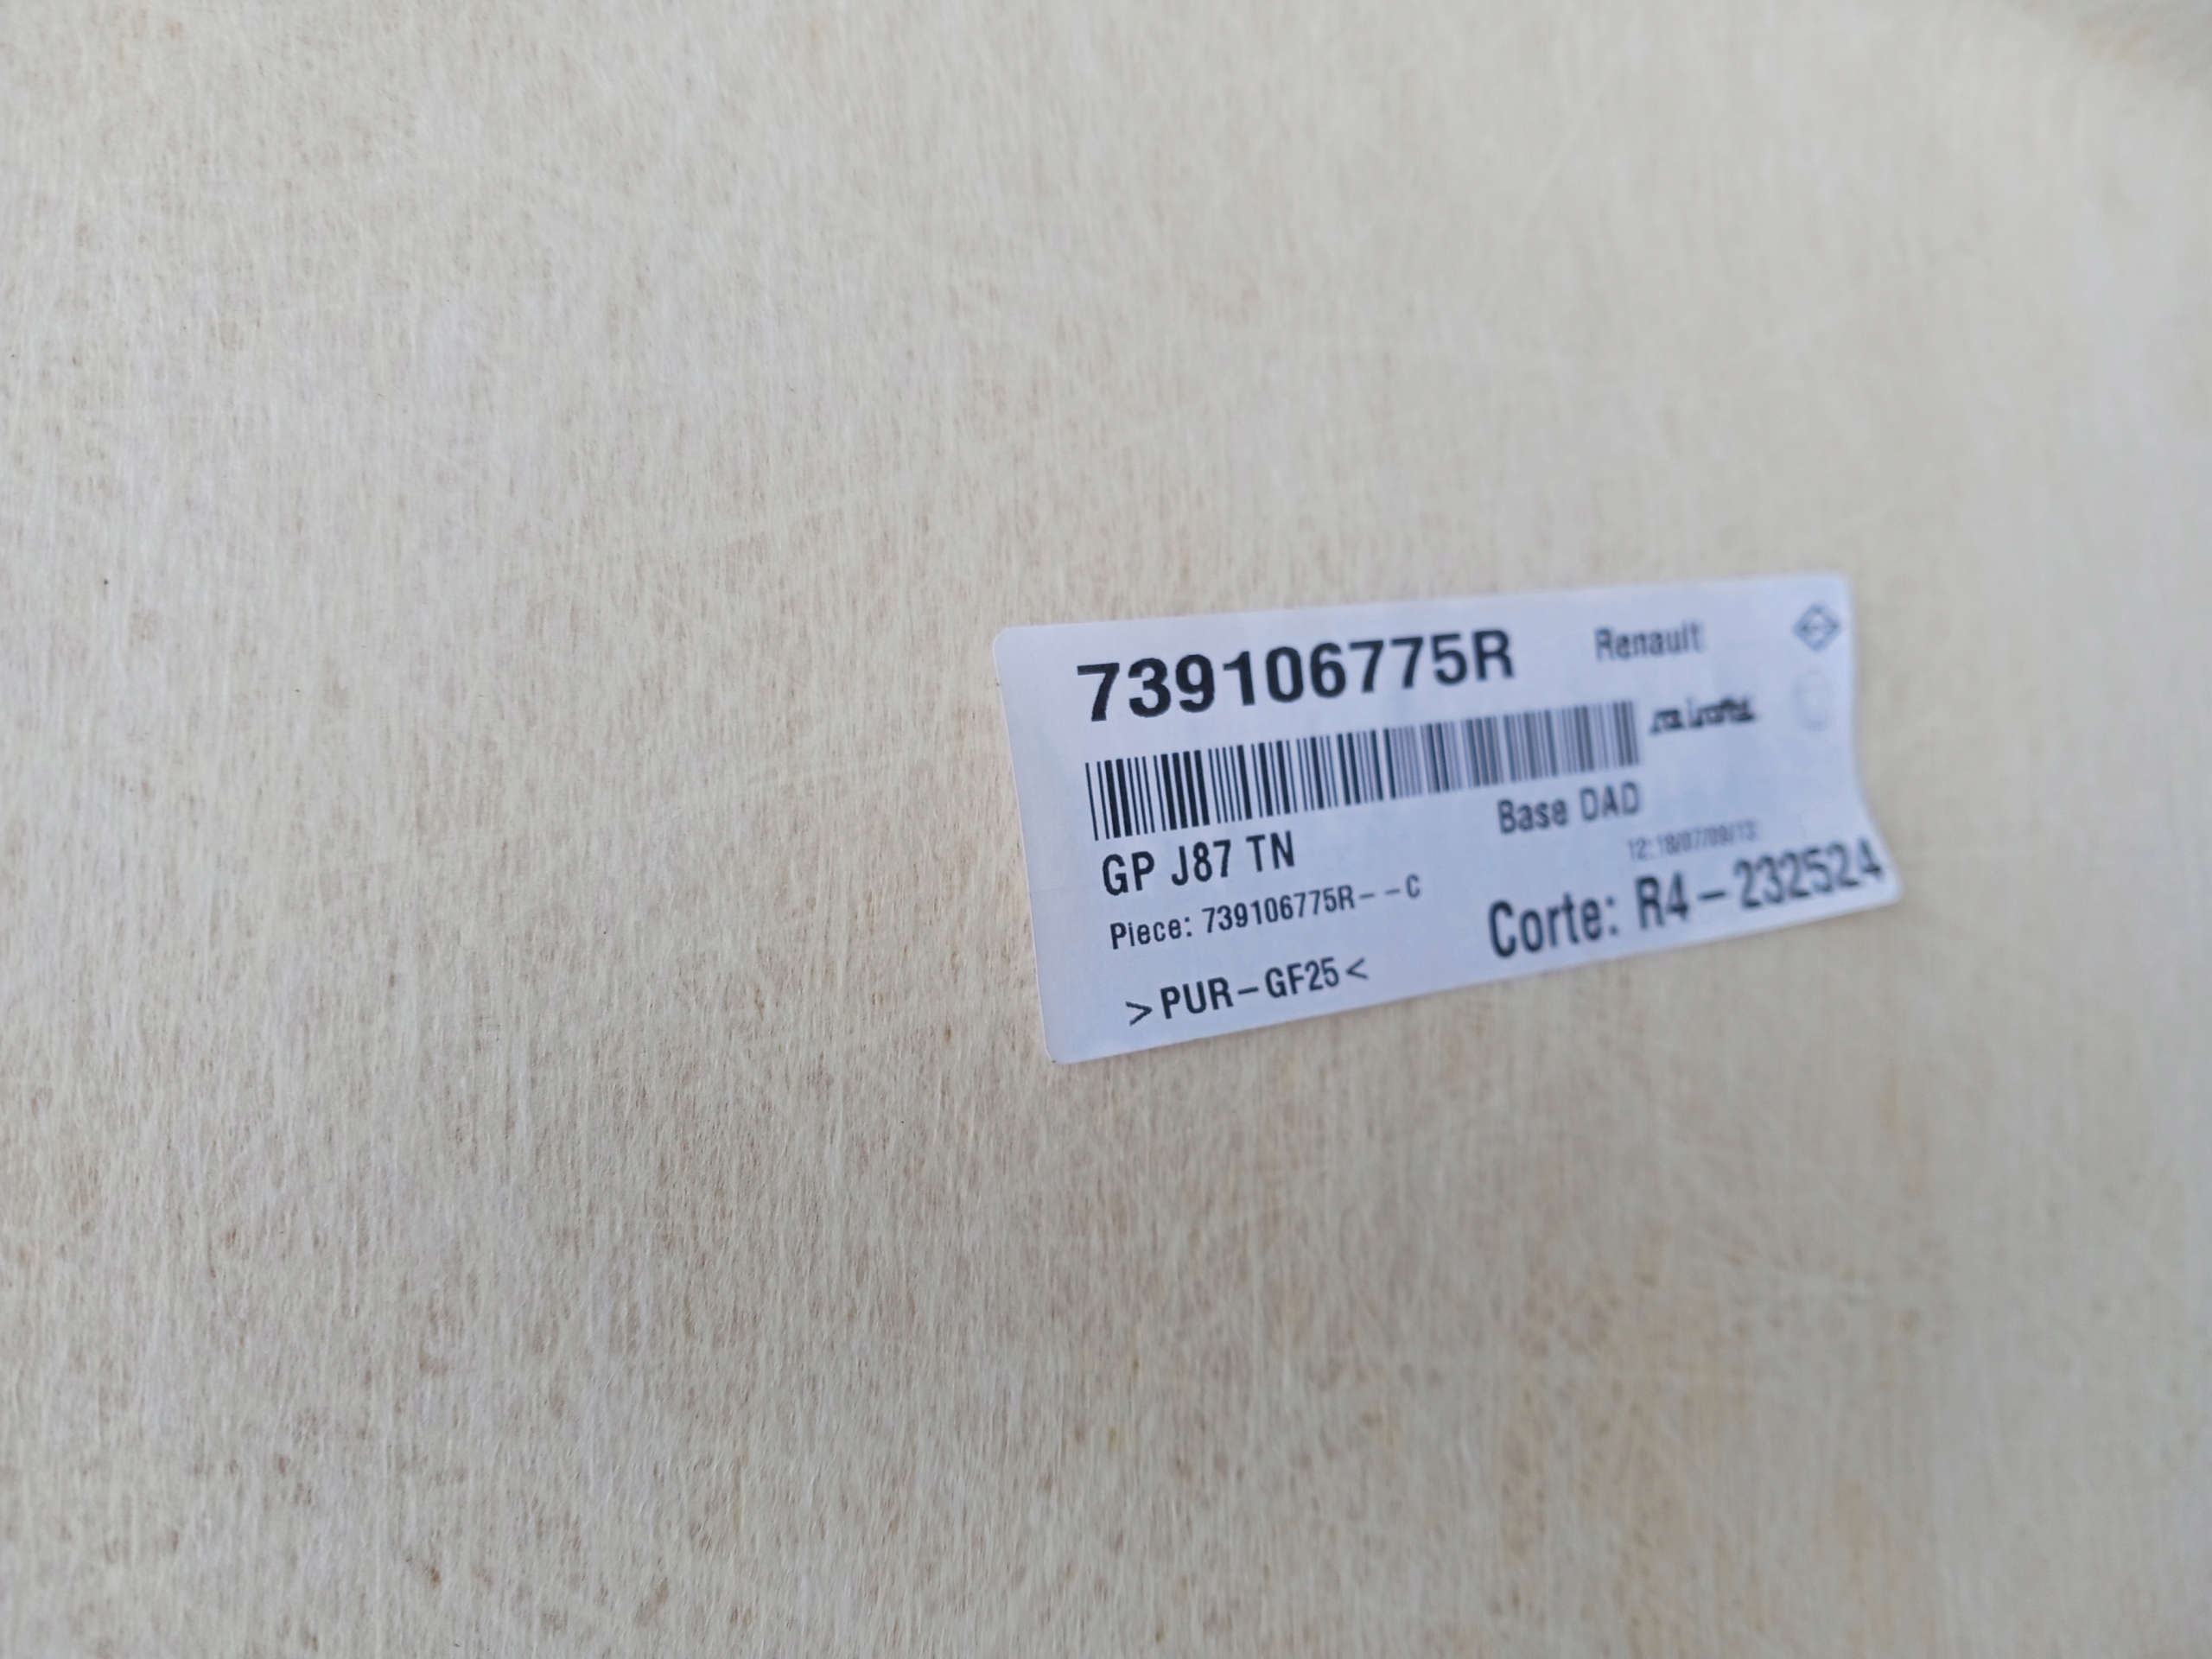 739106775R Renault
Base DAD
GP J87 TN
Piece: 739106775R--C
Corte: R4-232524
>PUR-GF25<